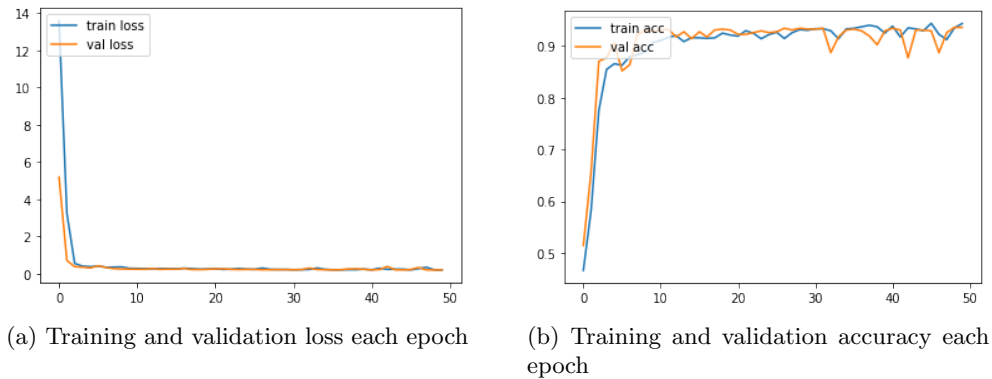 14
12
10
8
6
4
2
0
train loss
val loss
0 10 20 30 40 50
(a) Training and validation loss each epoch
0.9
0.8
0.7
0.6
0.5
train acc
val acc
0 10 20 30 40 50
(b) Training and validation accuracy each
epoch